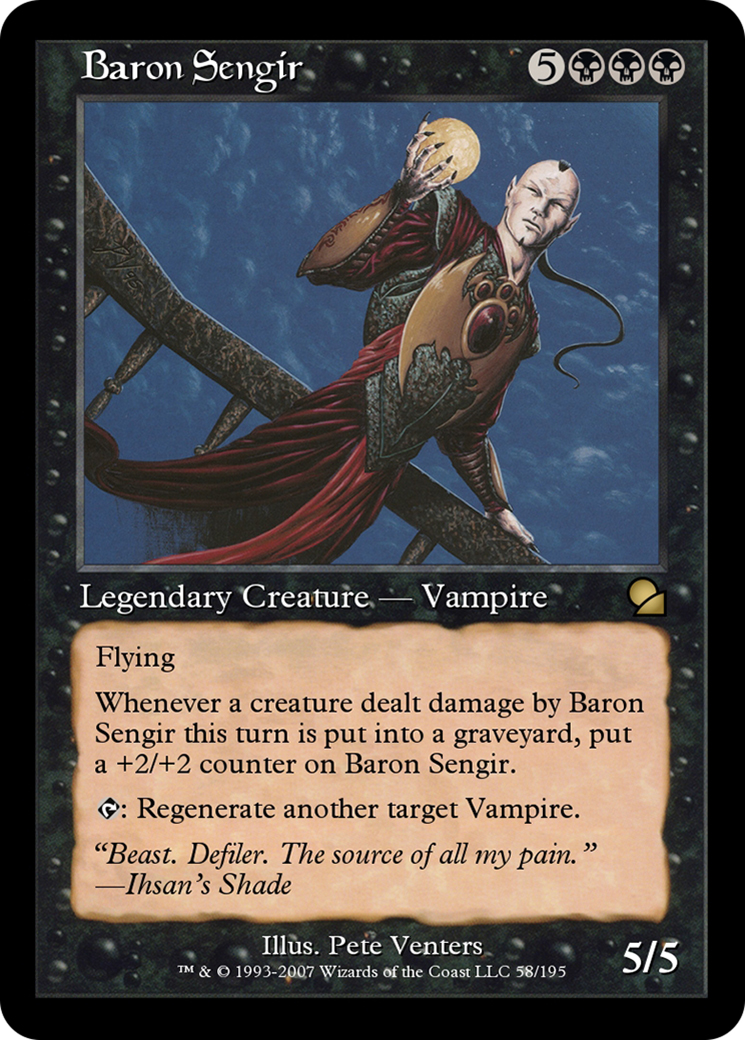 Baron Sengir 5
Legendary Creature — Vampire
Flying
Whenever a creature dealt damage by Baron
Sengir this turn is put into a graveyard, put
a +2/+2 counter on Baron Sengir.
: Regenerate another target Vampire.
“Beast. Defiler. The source of all my pain.”
—Ihsan’s Shade
Illus. Pete Venters
™ & © 1993-2007 Wizards of the Coast LLC 58/195
5/5